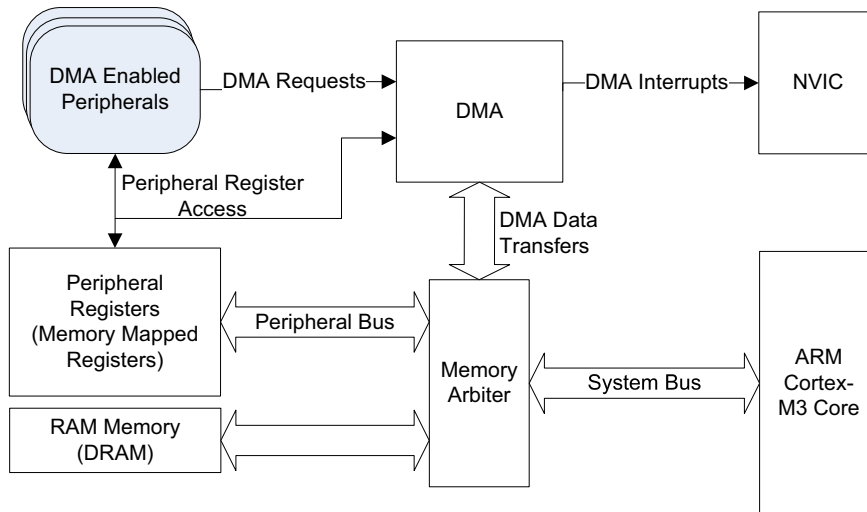 DMA Enabled
Peripherals
DMA Requests
DMA
DMA Interrupts
NVIC
Peripheral Register
Access
DMA Data
Transfers
Peripheral
Registers
(Memory Mapped
Registers)
Peripheral Bus
Memory
Arbiter
System Bus
ARM
Cortex-
M3 Core
RAM Memory
(DRAM)